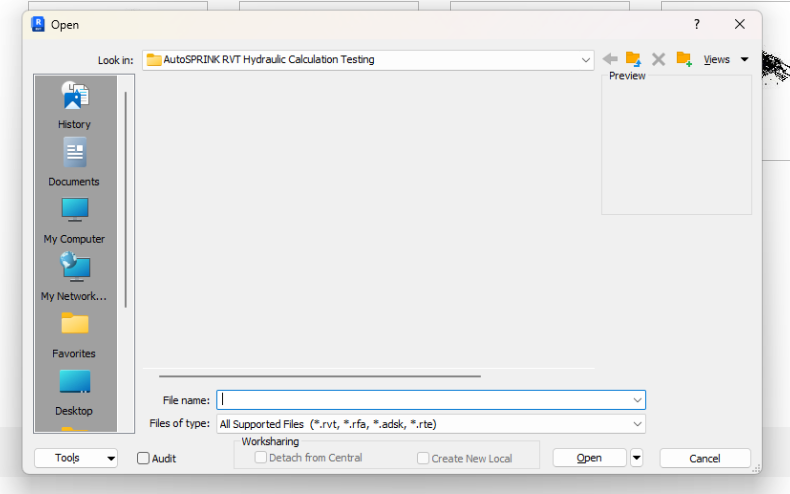 Open
?
Look in:
AutoSPRINK RVT Hydraulic Calculation Testing
Views
Preview
History
Documents
My Computer
My Network...
Favorites
Desktop
File name:
Files of type:
All Supported Files (*.rvt, *.rfa, *.adsk, *.rte)
Worksharing
Tools
Audit
Detach from Central
Create New Local
Open
Cancel